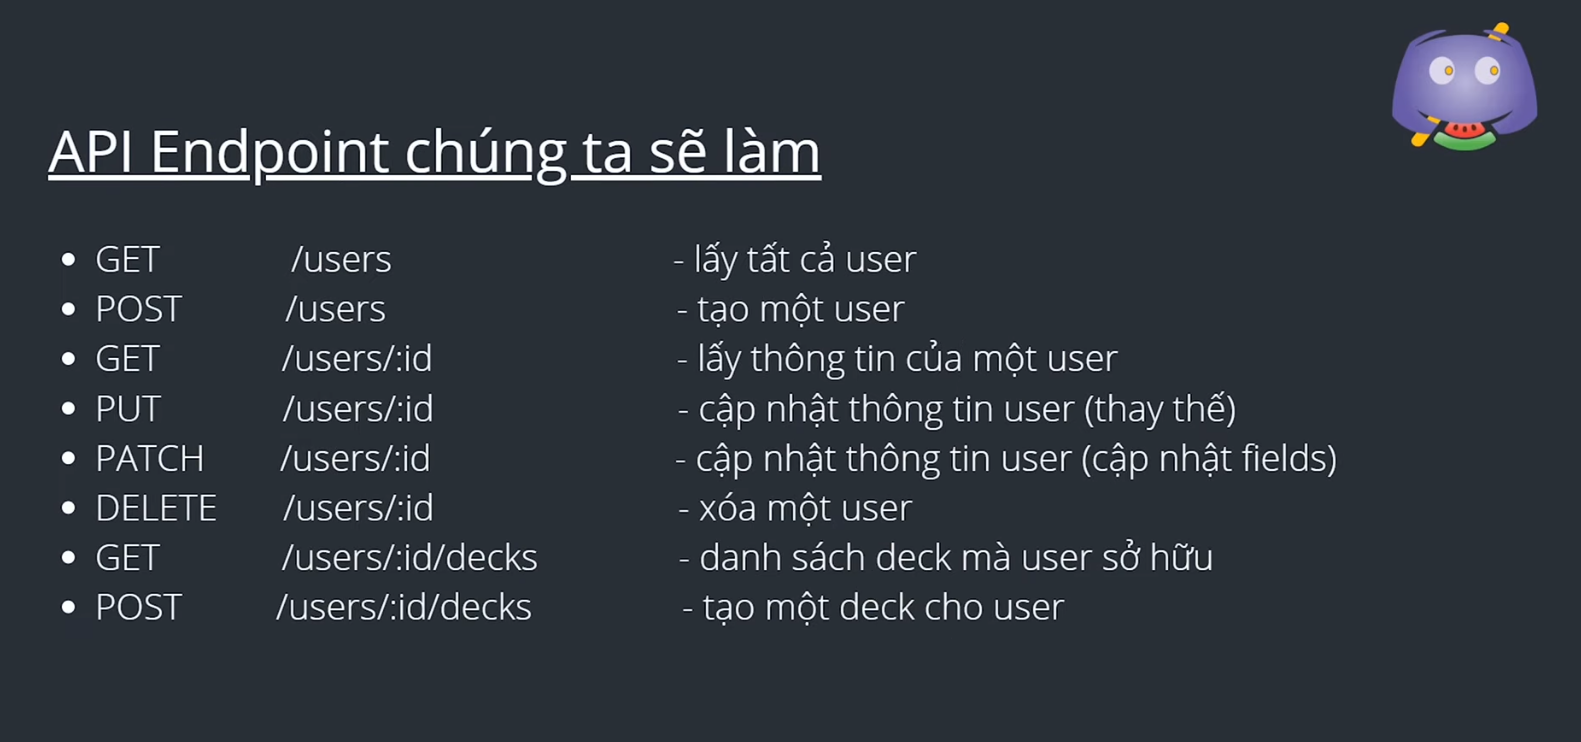 API Endpoint chúng ta sẽ làm
• GET /users - lấy tất cả user
• POST /users - tạo một user
• GET /users/:id - lấy thông tin của một user
• PUT /users/:id - cập nhật thông tin user (thay thế)
• PATCH /users/:id - cập nhật thông tin user (cập nhật fields)
• DELETE /users/:id - xóa một user
• GET /users/:id/decks - danh sách deck mà user sở hữu
• POST /users/:id/decks - tạo một deck cho user